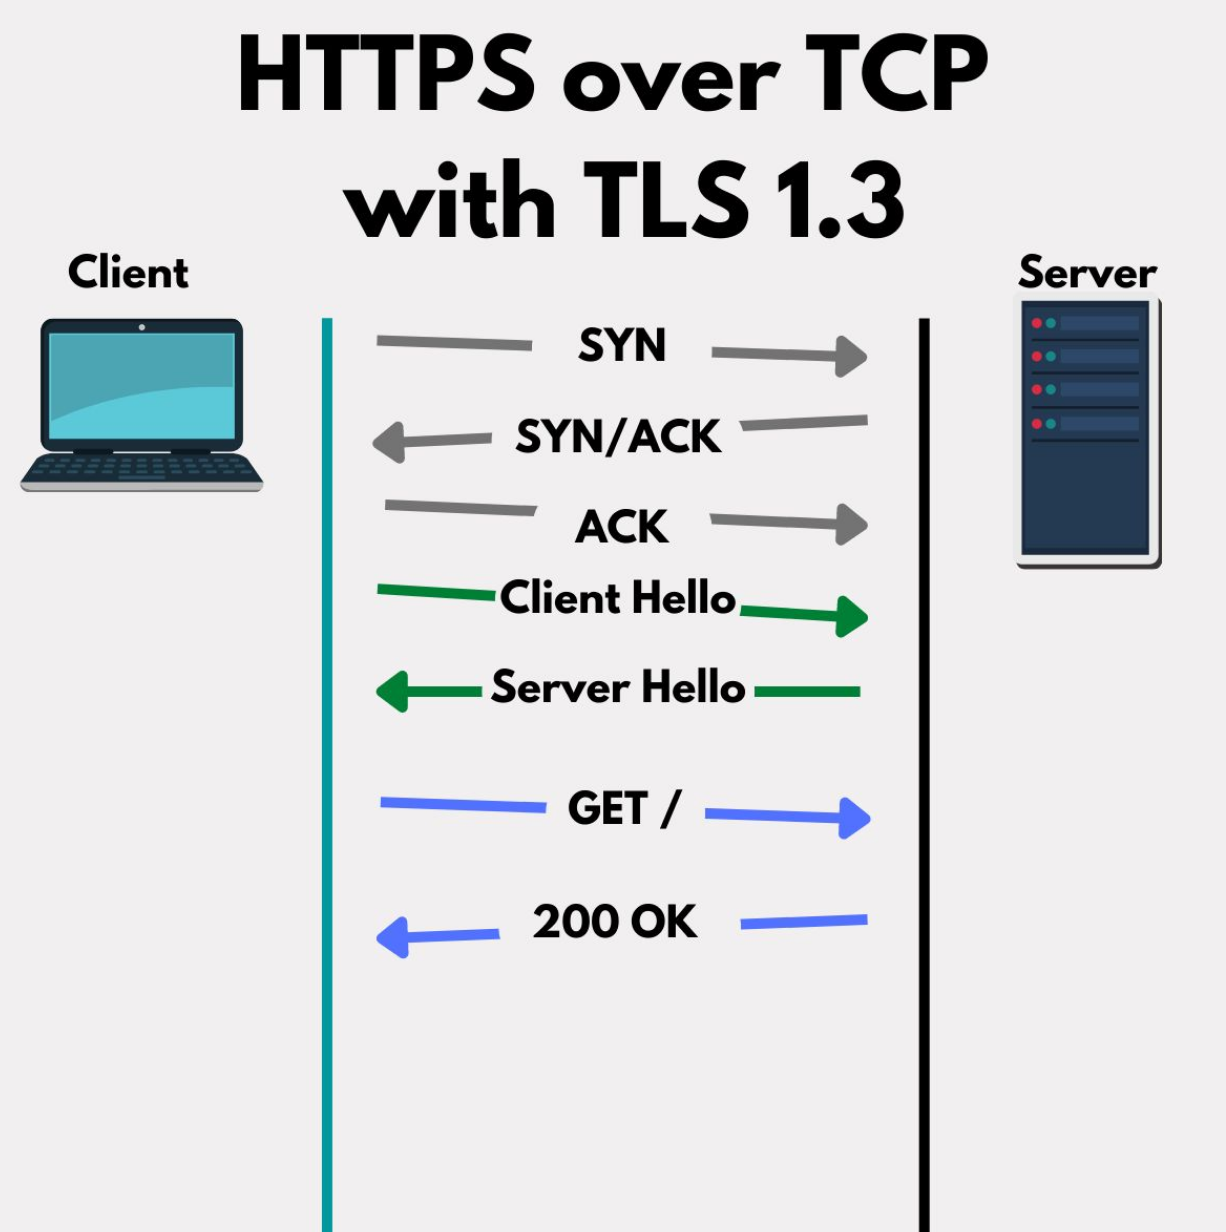 HTTPS over TCP
with TLS 1.3
Client
Server
SYN
SYN/ACK
ACK
Client Hello
Server Hello
GET /
200 OK